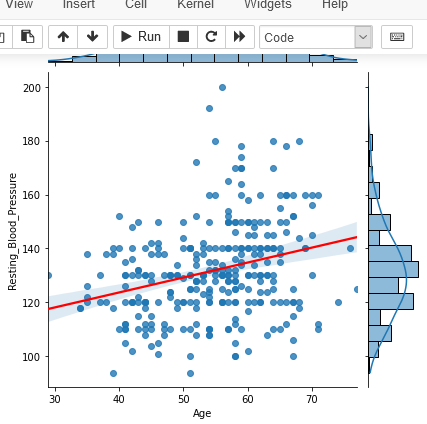 View Insert Cell Kernel Widgets Help
Run Code
200
180
160
140
120
100
Resting_Blood_Pressure
30 40 50 60 70
Age